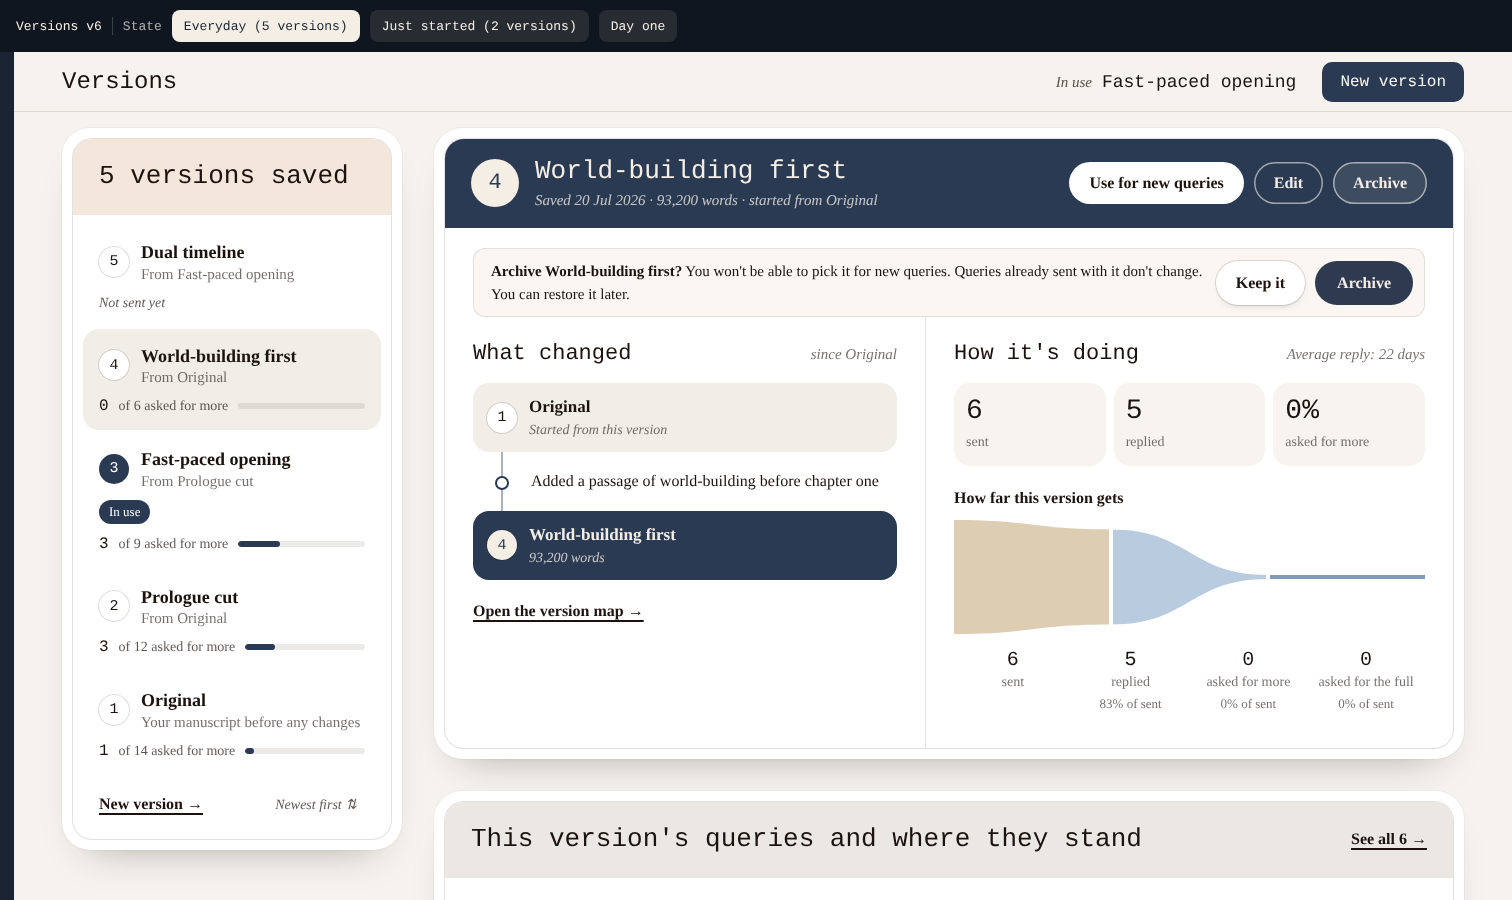 Versions v6
State
Everyday (5 versions)
Just started (2 versions)
Day one
Versions
In use Fast-paced opening
New version
5 versions saved
5
Dual timeline
From Fast-paced opening
Not sent yet
4
World-building first
From Original
0 of 6 asked for more
3
Fast-paced opening
From Prologue cut
In use
3 of 9 asked for more
2
Prologue cut
From Original
3 of 12 asked for more
1
Original
Your manuscript before any changes
1 of 14 asked for more
New version →
Newest first ⇅
4
World-building first
Saved 20 Jul 2026 · 93,200 words · started from Original
Use for new queries
Edit
Archive
Archive World-building first? You won't be able to pick it for new queries. Queries already sent with it don't change.
You can restore it later.
Keep it
Archive
What changed
since Original
1
Original
Started from this version
Added a passage of world-building before chapter one
4
World-building first
93,200 words
Open the version map →
How it's doing
Average reply: 22 days
6
sent
5
replied
0%
asked for more
How far this version gets
6
sent
5
replied
83% of sent
0
asked for more
0% of sent
0
asked for the full
0% of sent
This version's queries and where they stand
See all 6 →